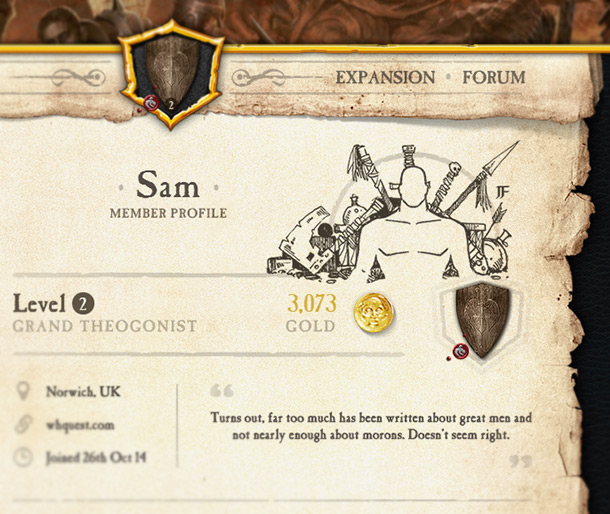 EXPANSION • FORUM
2
· Sam ·
MEMBER PROFILE
JF
Level 2
GRAND THEOGONIST
3,073
GOLD
Norwich, UK
whquest.com
Joined 26th Oct 14
“
Turns out, far too much has been written about great men and
not nearly enough about morons. Doesn't seem right.
”